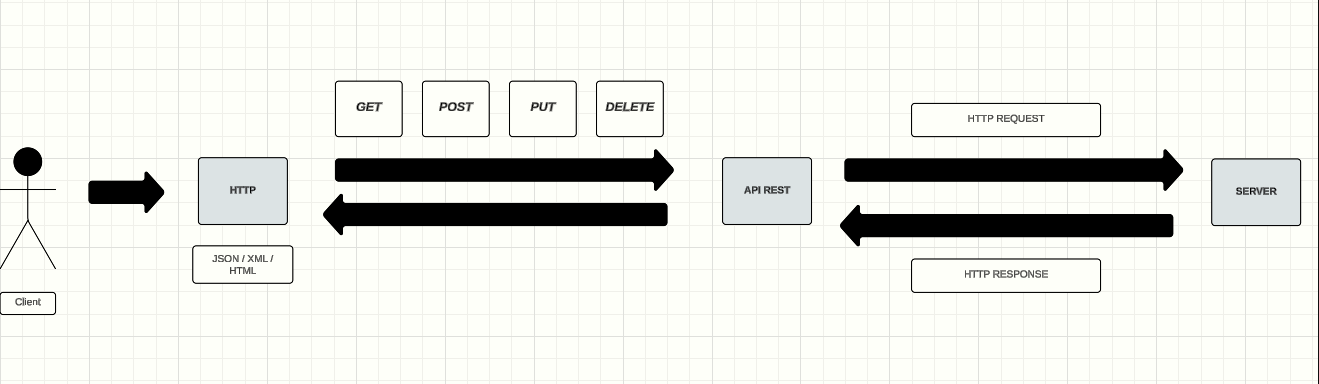 GET
POST
PUT
DELETE
HTTP REQUEST
HTTP
API REST
SERVER
JSON / XML /
HTML
HTTP RESPONSE
Client